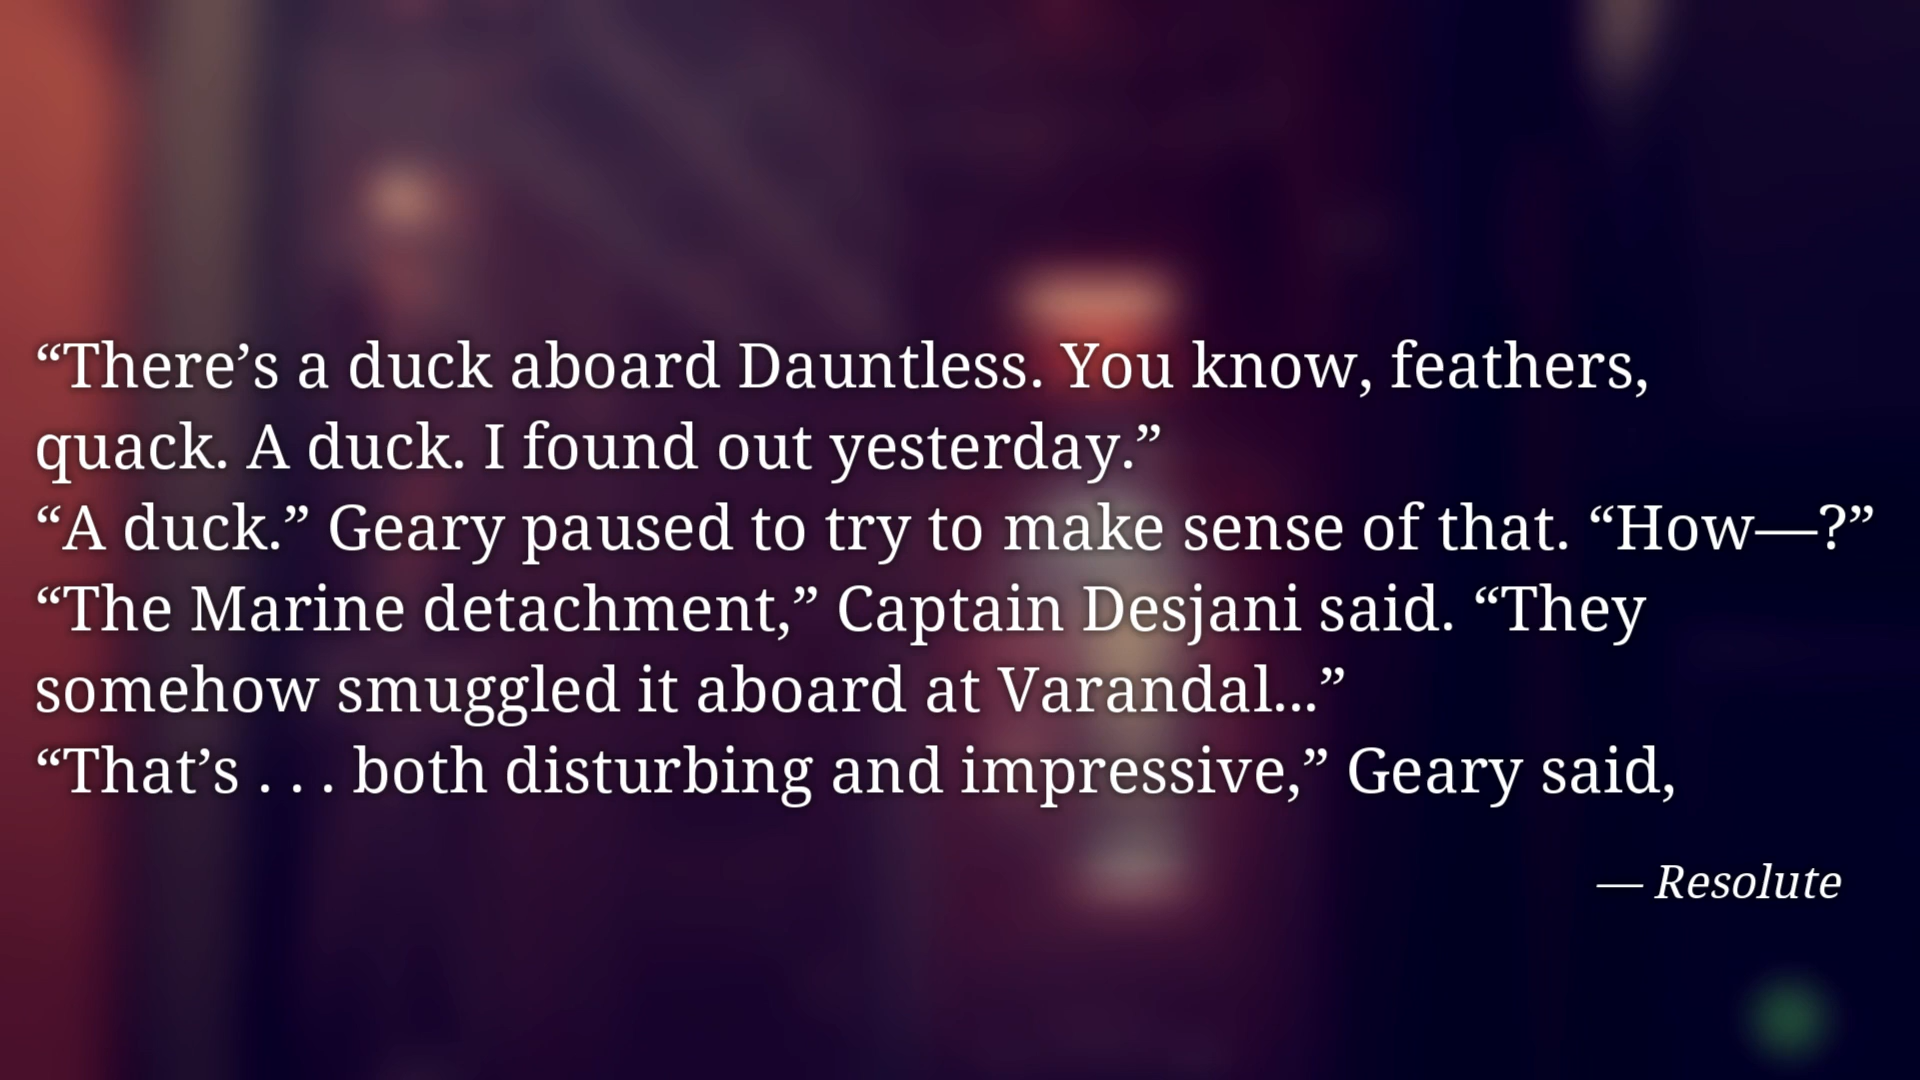 “There’s a duck aboard Dauntless. You know, feathers,
quack. A duck. I found out yesterday.”
“A duck.” Geary paused to try to make sense of that. “How—?”
“The Marine detachment,” Captain Desjani said. “They
somehow smuggled it aboard at Varandal...”
“That’s . . . both disturbing and impressive,” Geary said,
— Resolute